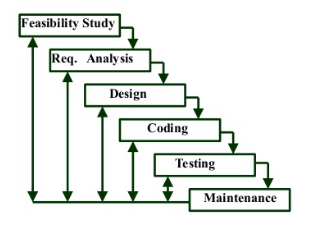 Feasibility Study
Req. Analysis
Design
Coding
Testing
Maintenance